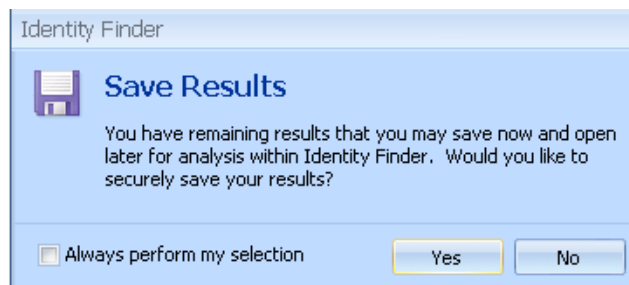 Identity Finder
Save Results
You have remaining results that you may save now and open
later for analysis within Identity Finder. Would you like to
securely save your results?
Always perform my selection
Yes
No